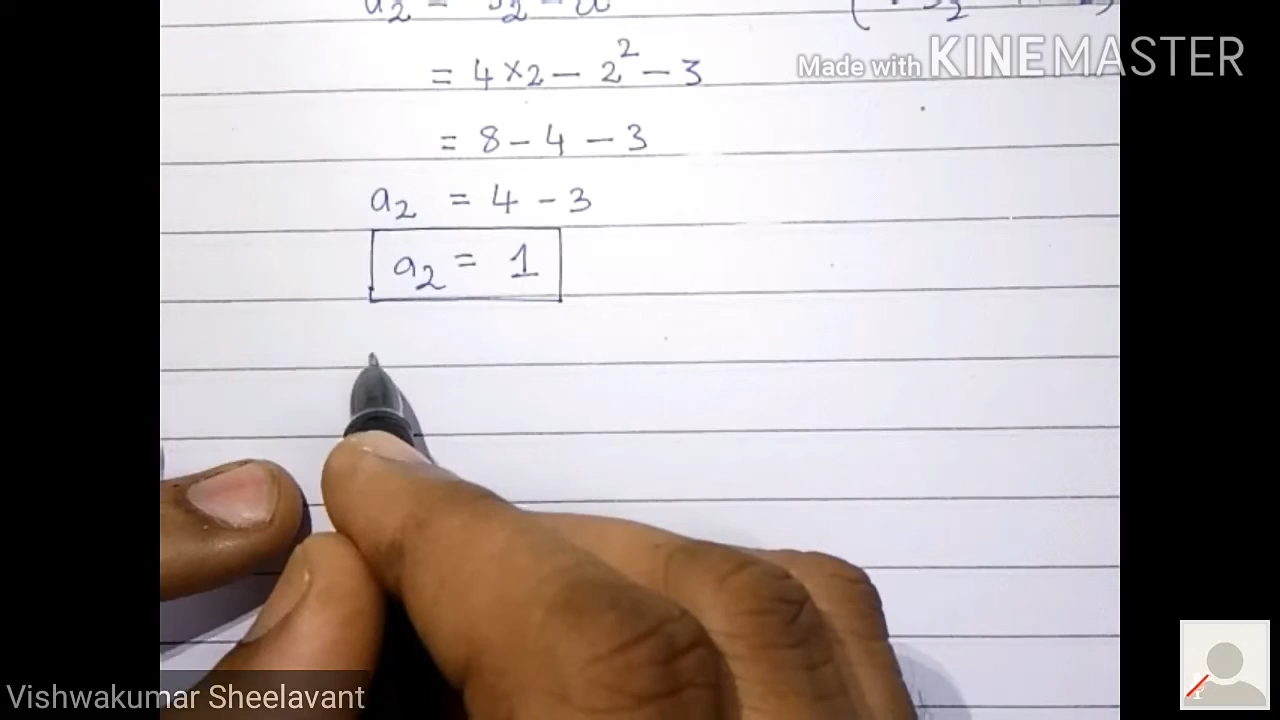 = 4 × 2 − 2² − 3
Made with KINEMASTER
= 8 − 4 − 3
a₂ = 4 − 3
a₂ = 1
Vishwakumar Sheelavant